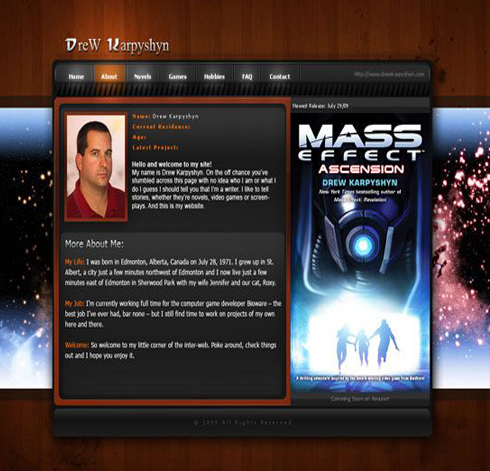 Drew Karpyshyn
Home About Novels Games Hobbies FAQ Contact
http://www.drewkarpyshyn.com
Name: Drew Karpyshyn
Current Residence:
Age:
Latest Project:
Hello and welcome to my site!
My name is Drew Karpyshyn. On the off chance you've
stumbled across this page with no idea who I am or what I
do I guess I should tell you that I'm a writer. I like to tell
stories, whether they're novels, video games or screen-
plays. And this is my website.
More About Me:
My Life: I was born in Edmonton, Alberta, Canada on July 28, 1971. I grew up in St.
Albert, a city just a few minutes northwest of Edmonton and I now live just a few
minutes east of Edmonton in Sherwood Park with my wife Jennifer and our cat, Roxy.
My Job: I'm currently working full time for the computer game developer Bioware – the
best job I've ever had, bar none – but I still find time to work on projects of my own
here and there.
Welcome: So welcome to my little corner of the inter-web. Poke around, check things
out and I hope you enjoy it.
Newest Release: July 29/09
MASS
EFFECT™
ASCENSION
DREW KARPYSHYN
New York Times bestselling author of
Mass Effect: Revelation
A thrilling adventure inspired by the award-winning video game from BioWare!
Comming Soon on Amazon!
© 2009 All Rights Reserved